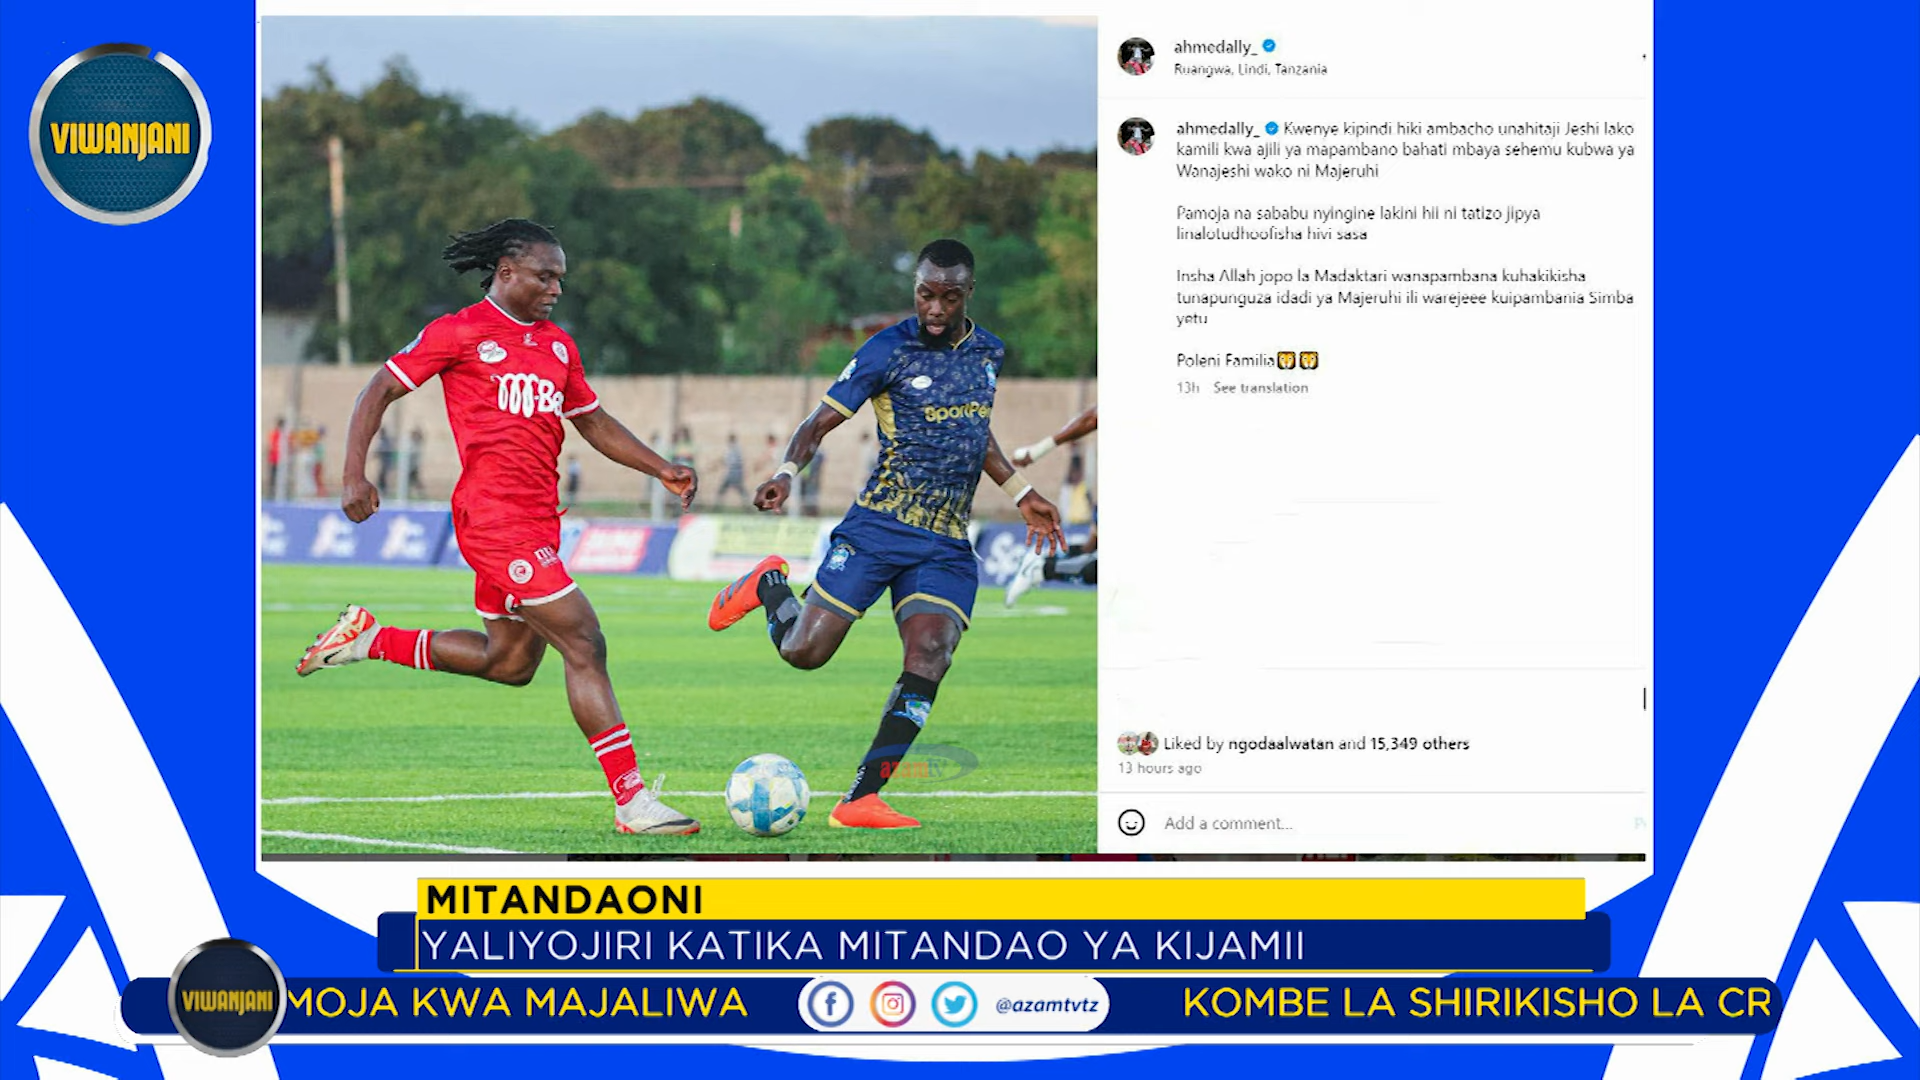 VIWANJANI
ahmedally_
Ruangwa, Lindi, Tanzania
ahmedally_ Kwenye kipindi hiki ambacho unahitaji Jeshi lako
kamili kwa ajili ya mapambano bahati mbaya sehemu kubwa ya
Wanajeshi wako ni Majeruhi
Pamoja na sababu nyingine lakini hii ni tatizo jipya
linalotudhoofisha hivi sasa
Insha Allah jopo la Madaktari wanapambana kuhakikisha
tunapunguza idadi ya Majeruhi ili warejeee kuipambania Simba
yetu
Poleni Familia🦁🦁
13h See translation
M-Be
SportPe
azamtv
Liked by ngodaalwatan and 15,349 others
13 hours ago
Add a comment...
MITANDAONI
YALIYOJIRI KATIKA MITANDAO YA KIJAMII
VIWANJANI
MOJA KWA MAJALIWA
@azamtvtz
KOMBE LA SHIRIKISHO LA CR